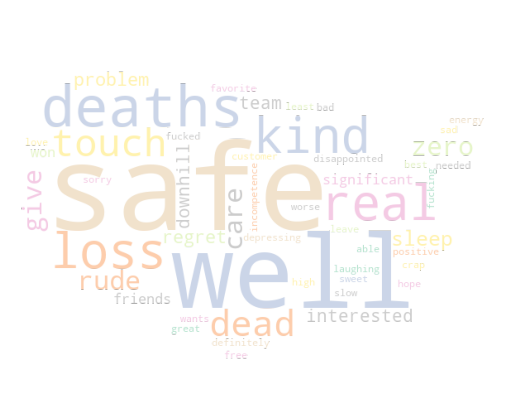 problem
favorite
deaths
team
least
bad
kind
energy
touch
fucked
love
won
sad
zero
customer
disappointed
best
needed
safe
sorry
downhill
give
significant
fucking
incompetence
real
care
worse
regret
depressing
leave
sleep
loss
able
positive
well
laughing
crap
rude
sweet
high
hope
friends
slow
wants
dead
interested
great
definitely
free